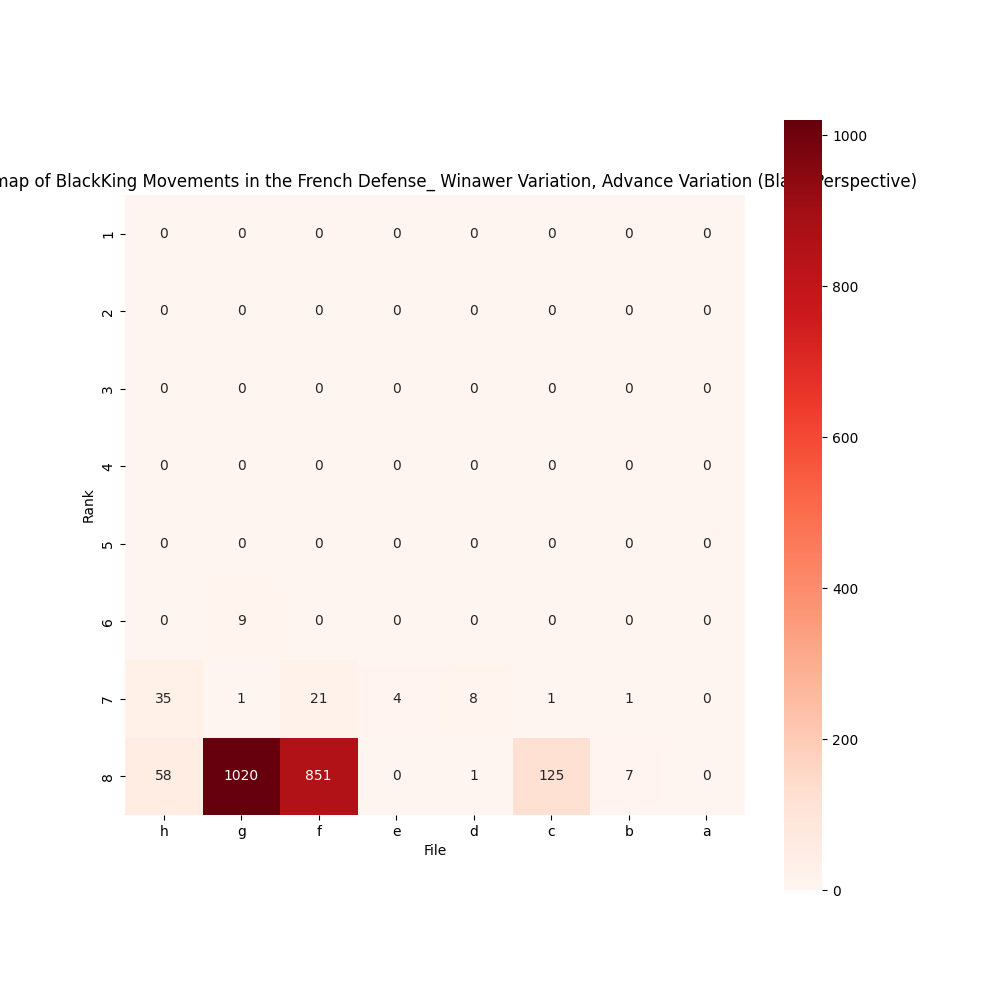 map of BlackKing Movements in the French Defense_ Winawer Variation, Advance Variation (Bla Perspective)
Rank
1 0 0 0 0 0 0 0 0
2 0 0 0 0 0 0 0 0
3 0 0 0 0 0 0 0 0
4 0 0 0 0 0 0 0 0
5 0 0 0 0 0 0 0 0
6 0 9 0 0 0 0 0 0
7 35 1 21 4 8 1 1 0
8 58 1020 851 0 1 125 7 0
h g f e d c b a
File
1000
800
600
400
200
0